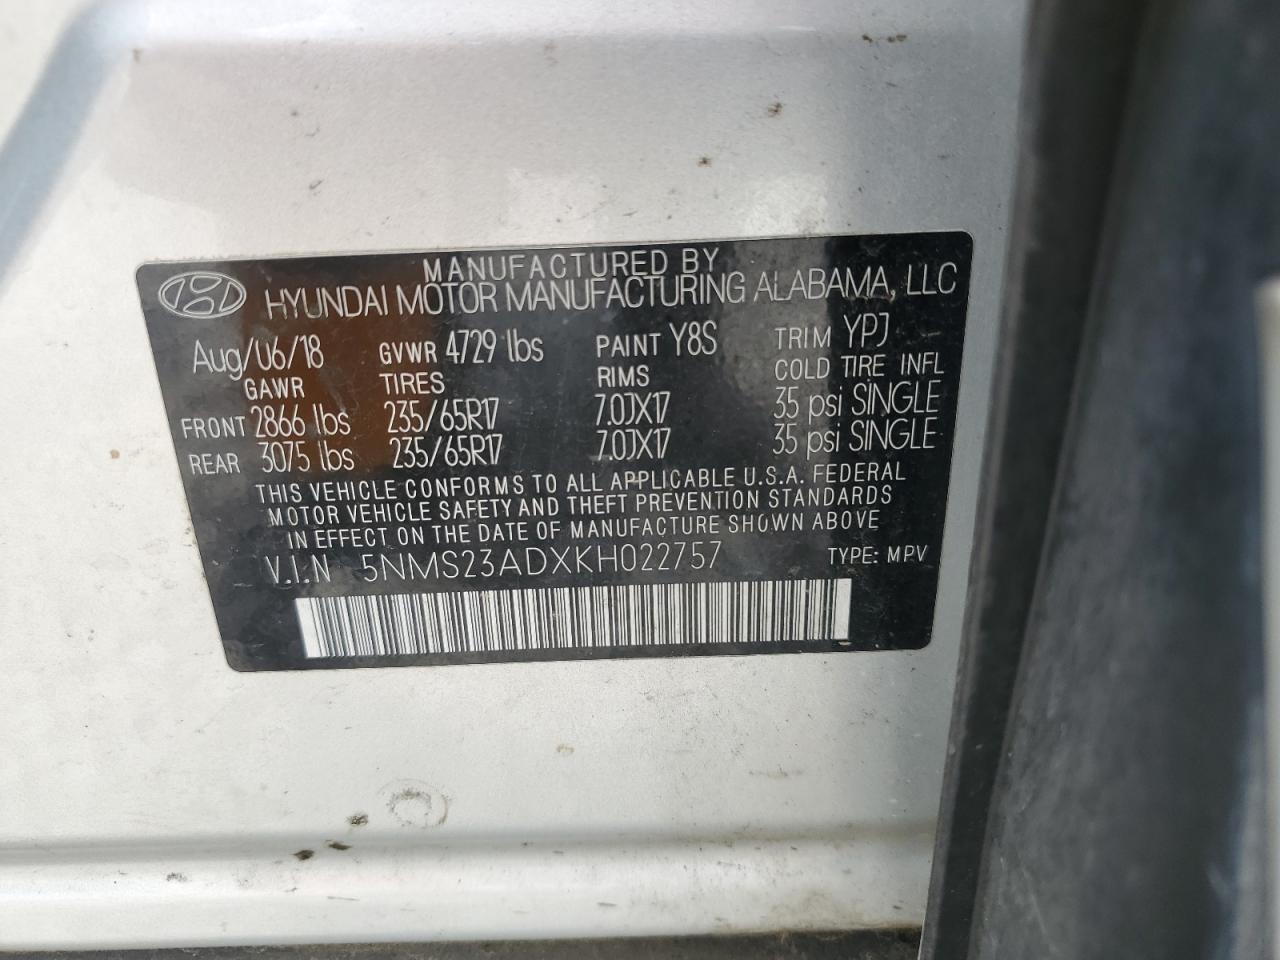 MANUFACTURED BY
HYUNDAI MOTOR MANUFACTURING ALABAMA, LLC
Aug/06/18 GVWR 4729 lbs PAINT Y8S TRIM YPJ
GAWR TIRES RIMS COLD TIRE INFL
FRONT 2866 lbs 235/65R17 7.0JX17 35 psi SINGLE
REAR 3075 lbs 235/65R17 7.0JX17 35 psi SINGLE
THIS VEHICLE CONFORMS TO ALL APPLICABLE U.S.A. FEDERAL
MOTOR VEHICLE SAFETY AND THEFT PREVENTION STANDARDS
IN EFFECT ON THE DATE OF MANUFACTURE SHOWN ABOVE
V.I.N 5NMS23ADXKH022757 TYPE: MPV